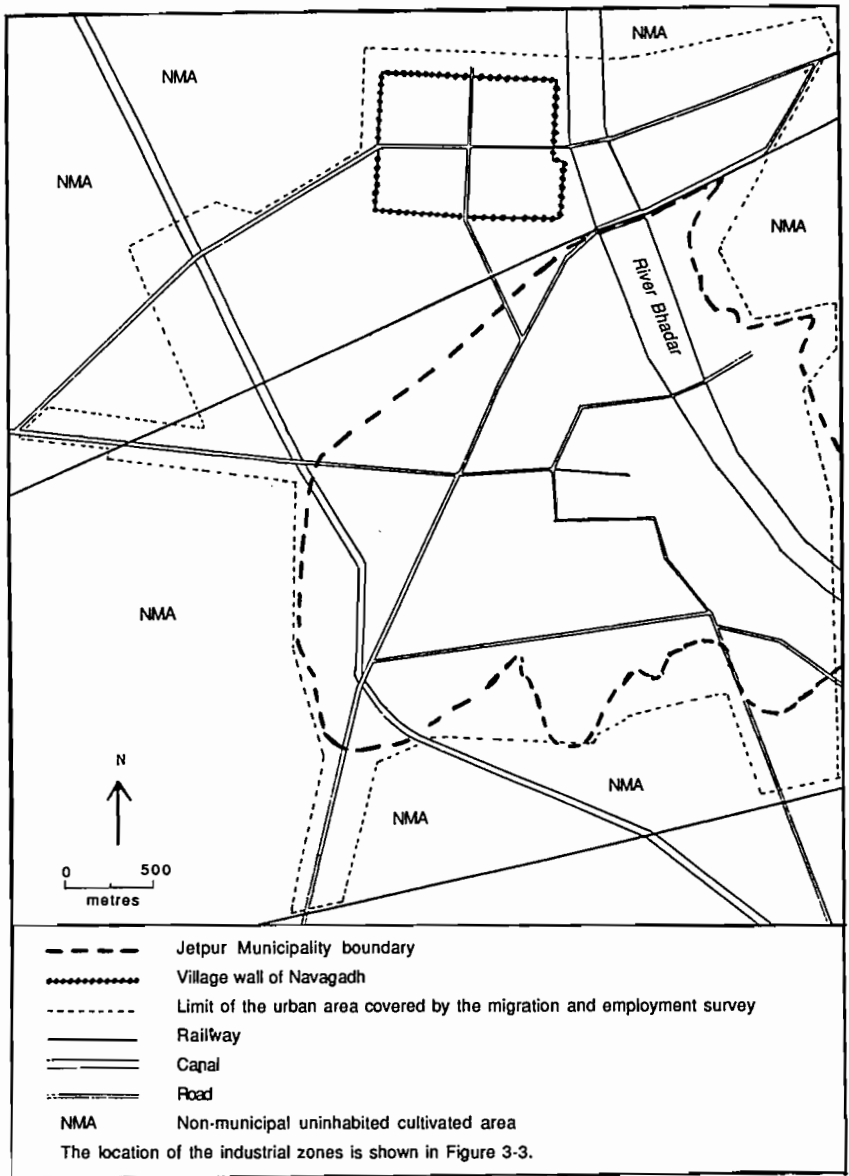 NMA
NMA
NMA
NMA
River Bhadar
NMA
N
NMA
NMA
0 500
metres
Jetpur Municipality boundary
Village wall of Navagadh
Limit of the urban area covered by the migration and employment survey
Railway
Canal
Road
NMA Non-municipal uninhabited cultivated area
The location of the industrial zones is shown in Figure 3-3.